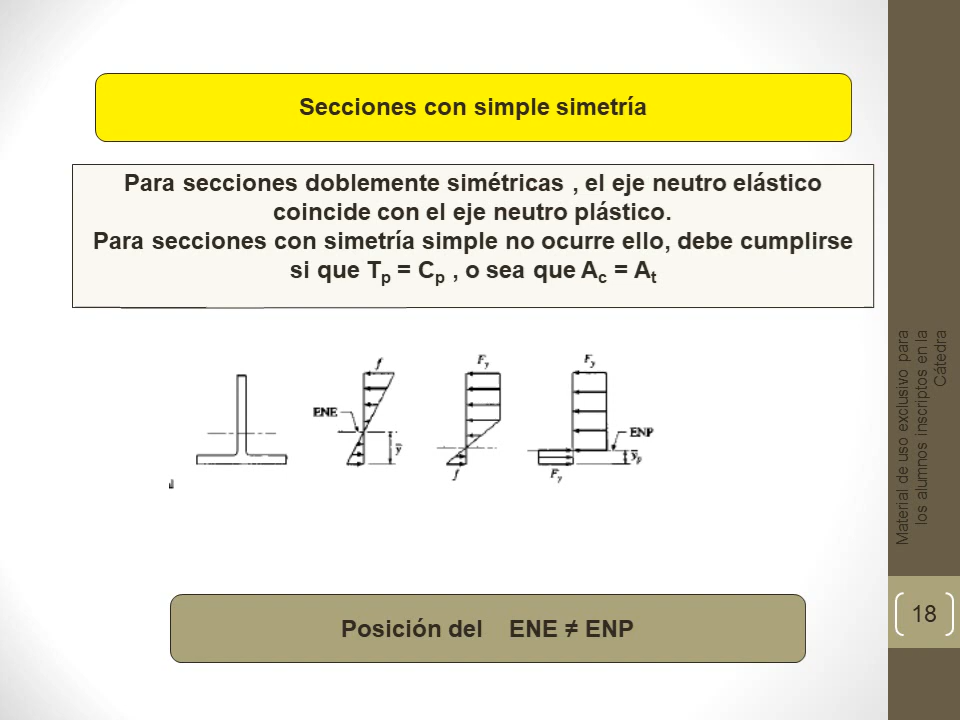 Secciones con simple simetría
Para secciones doblemente simétricas , el eje neutro elástico
coincide con el eje neutro plástico.
Para secciones con simetría simple no ocurre ello, debe cumplirse
si que Tp = Cp , o sea que Ac = At
f
Fy
Fy
ENE
ENP
y̅
y̅p
f
Fy
Posición del ENE ≠ ENP
Material de uso exclusivo para
los alumnos inscriptos en la
Cátedra
18